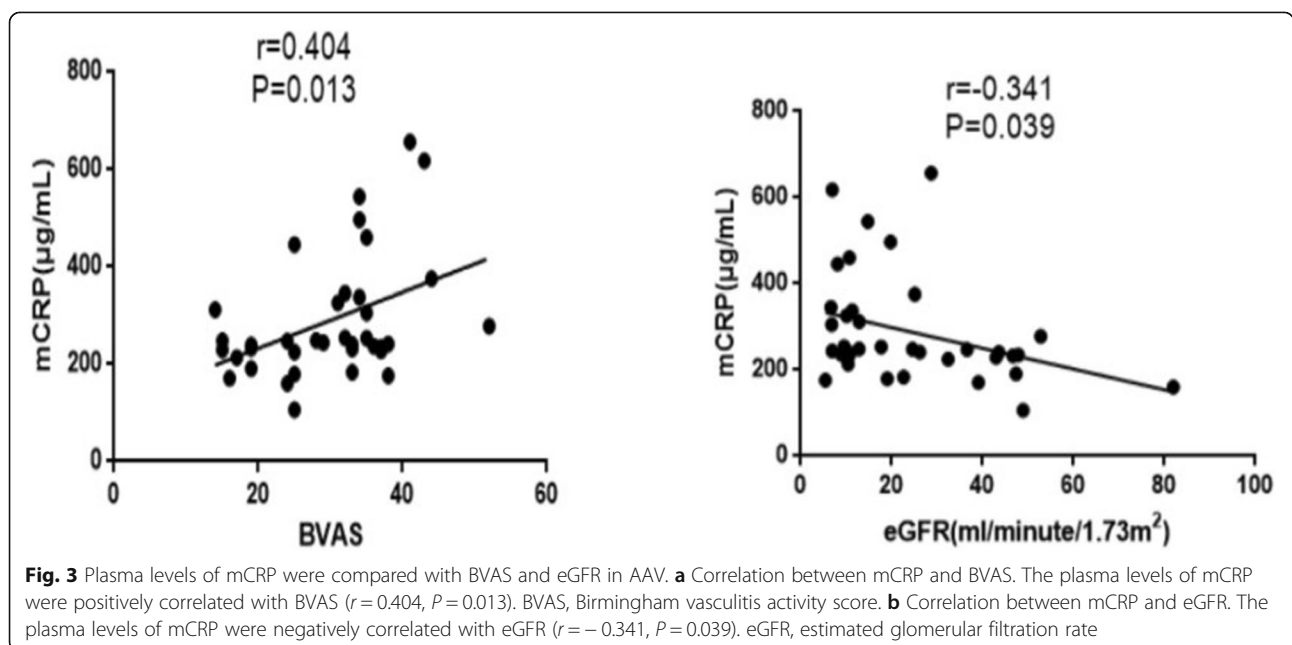 r=0.404
P=0.013
800
600
400
200
0
mCRP(μg/mL)
0 20 40 60
BVAS
r=-0.341
P=0.039
800
600
400
200
0
mCRP(μg/mL)
0 20 40 60 80 100
eGFR(ml/minute/1.73m²)
Fig. 3 Plasma levels of mCRP were compared with BVAS and eGFR in AAV. a Correlation between mCRP and BVAS. The plasma levels of mCRP
were positively correlated with BVAS (r = 0.404, P = 0.013). BVAS, Birmingham vasculitis activity score. b Correlation between mCRP and eGFR. The
plasma levels of mCRP were negatively correlated with eGFR (r = − 0.341, P = 0.039). eGFR, estimated glomerular filtration rate